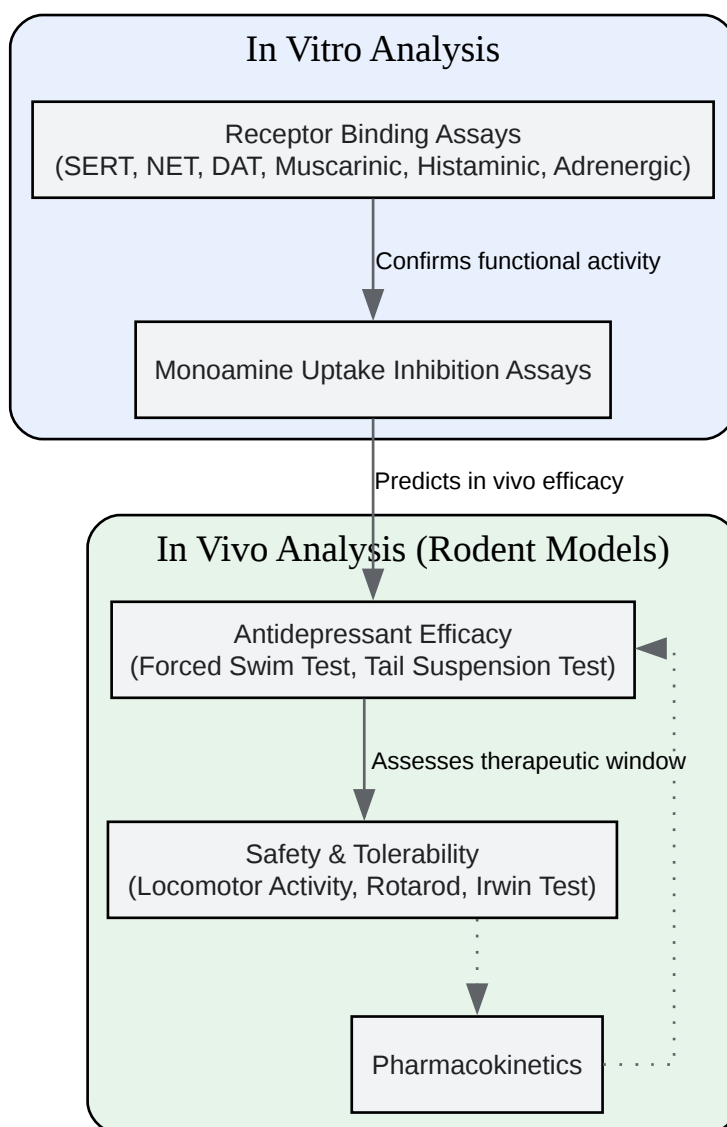 In Vitro Analysis
Receptor Binding Assays
(SERT, NET, DAT, Muscarinic, Histaminic, Adrenergic)
Confirms functional activity
Monoamine Uptake Inhibition Assays
Predicts in vivo efficacy
In Vivo Analysis (Rodent Models)
Antidepressant Efficacy
(Forced Swim Test, Tail Suspension Test)
Assesses therapeutic window
Safety & Tolerability
(Locomotor Activity, Rotarod, Irwin Test)
Pharmacokinetics